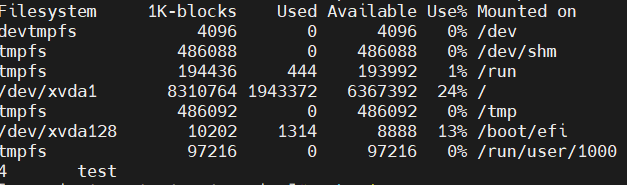 Filesystem     1K-blocks    Used Available Use% Mounted on
devtmpfs            4096       0      4096   0% /dev
tmpfs             486088       0    486088   0% /dev/shm
tmpfs             194436     444    193992   1% /run
/dev/xvda1       8310764 1943372   6367392  24% /
tmpfs             486092       0    486092   0% /tmp
/dev/xvda128       10202    1314      8888  13% /boot/efi
tmpfs              97216       0     97216   0% /run/user/1000
4       test